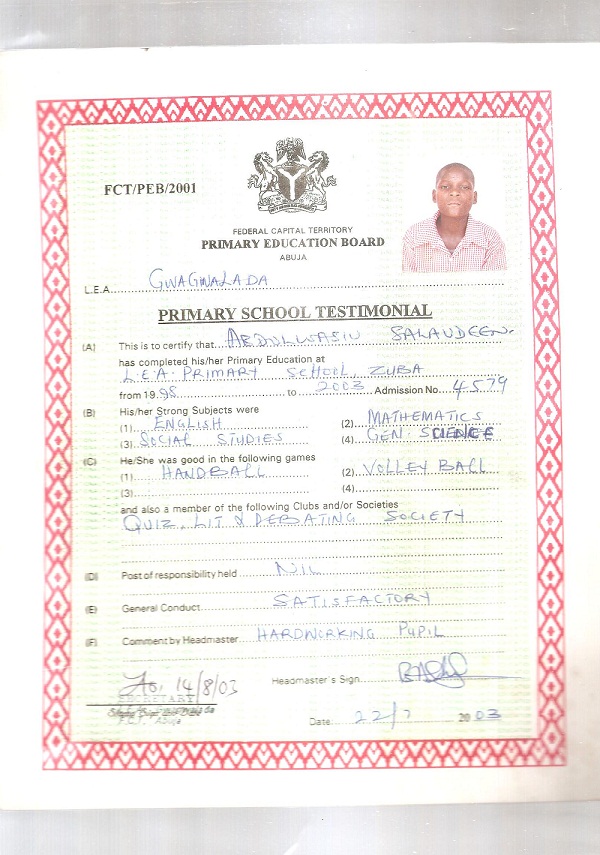 FCT/PEB/2001
FEDERAL CAPITAL TERRITORY
PRIMARY EDUCATION BOARD
ABUJA
L.E.A. GWAGWALADA
PRIMARY SCHOOL TESTIMONIAL
(A) This is to certify that ABDULWASIU SALAUDEEN.
has completed his/her Primary Education at
L.E.A. PRIMARY SCHOOL, ZUBA
from 1998 to 2003 Admission No. 4579
(B) His/her Strong Subjects were
(1) ENGLISH (2) MATHEMATICS
(3) SOCIAL STUDIES (4) GEN. SCIENCE
(C) He/She was good in the following games
(1) HANDBALL (2) VOLLEY BALL
(3) (4)
and also a member of the following Clubs and/or Societies
QUIZ, LIT & DEBATING SOCIETY
(D) Post of responsibility held NIL
(E) General Conduct SATISFACTORY
(F) Comment by Headmaster HARDWORKING PUPIL
14/8/03 Headmaster's Sign
SECRETARY
F.C.T. Abuja
Date 22/7 2003